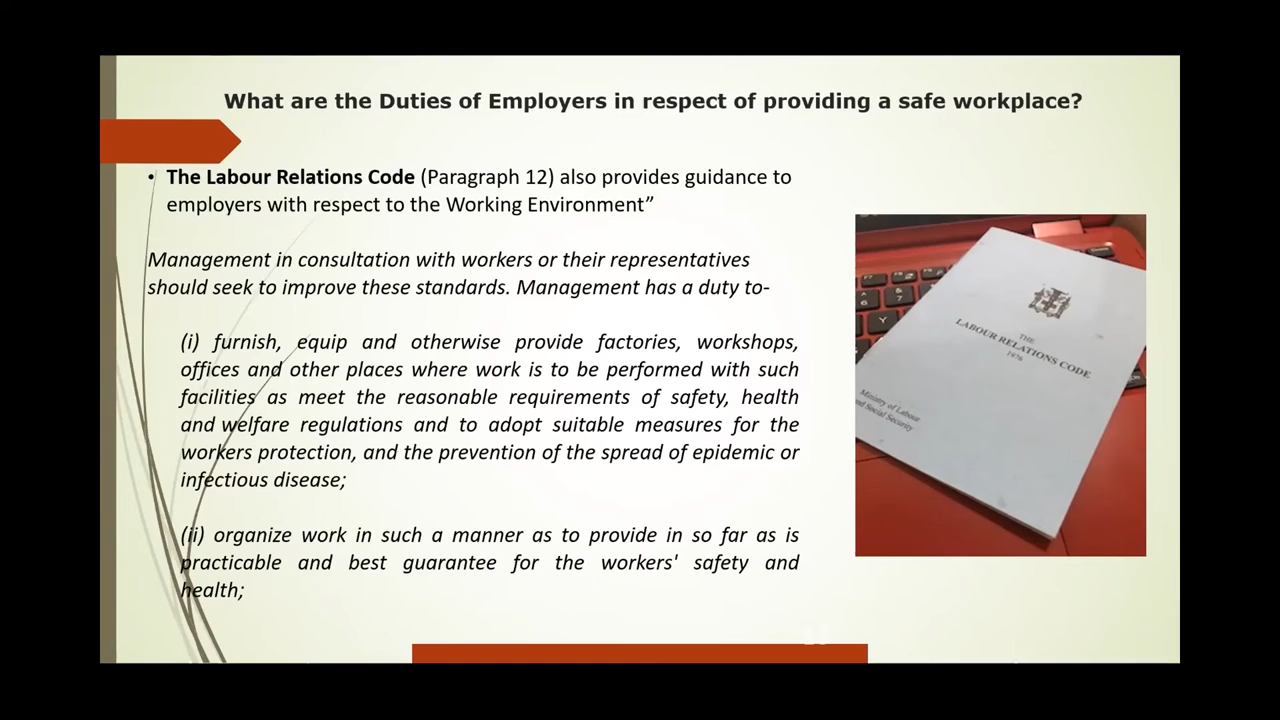 What are the Duties of Employers in respect of providing a safe workplace?
• The Labour Relations Code (Paragraph 12) also provides guidance to
employers with respect to the Working Environment”
Management in consultation with workers or their representatives
should seek to improve these standards. Management has a duty to-
(i) furnish, equip and otherwise provide factories, workshops,
offices and other places where work is to be performed with such
facilities as meet the reasonable requirements of safety, health
and welfare regulations and to adopt suitable measures for the
workers protection, and the prevention of the spread of epidemic or
infectious disease;
(ii) organize work in such a manner as to provide in so far as is
practicable and best guarantee for the workers' safety and
health;
THE
LABOUR RELATIONS CODE
1976
Ministry of Labour
and Social Security